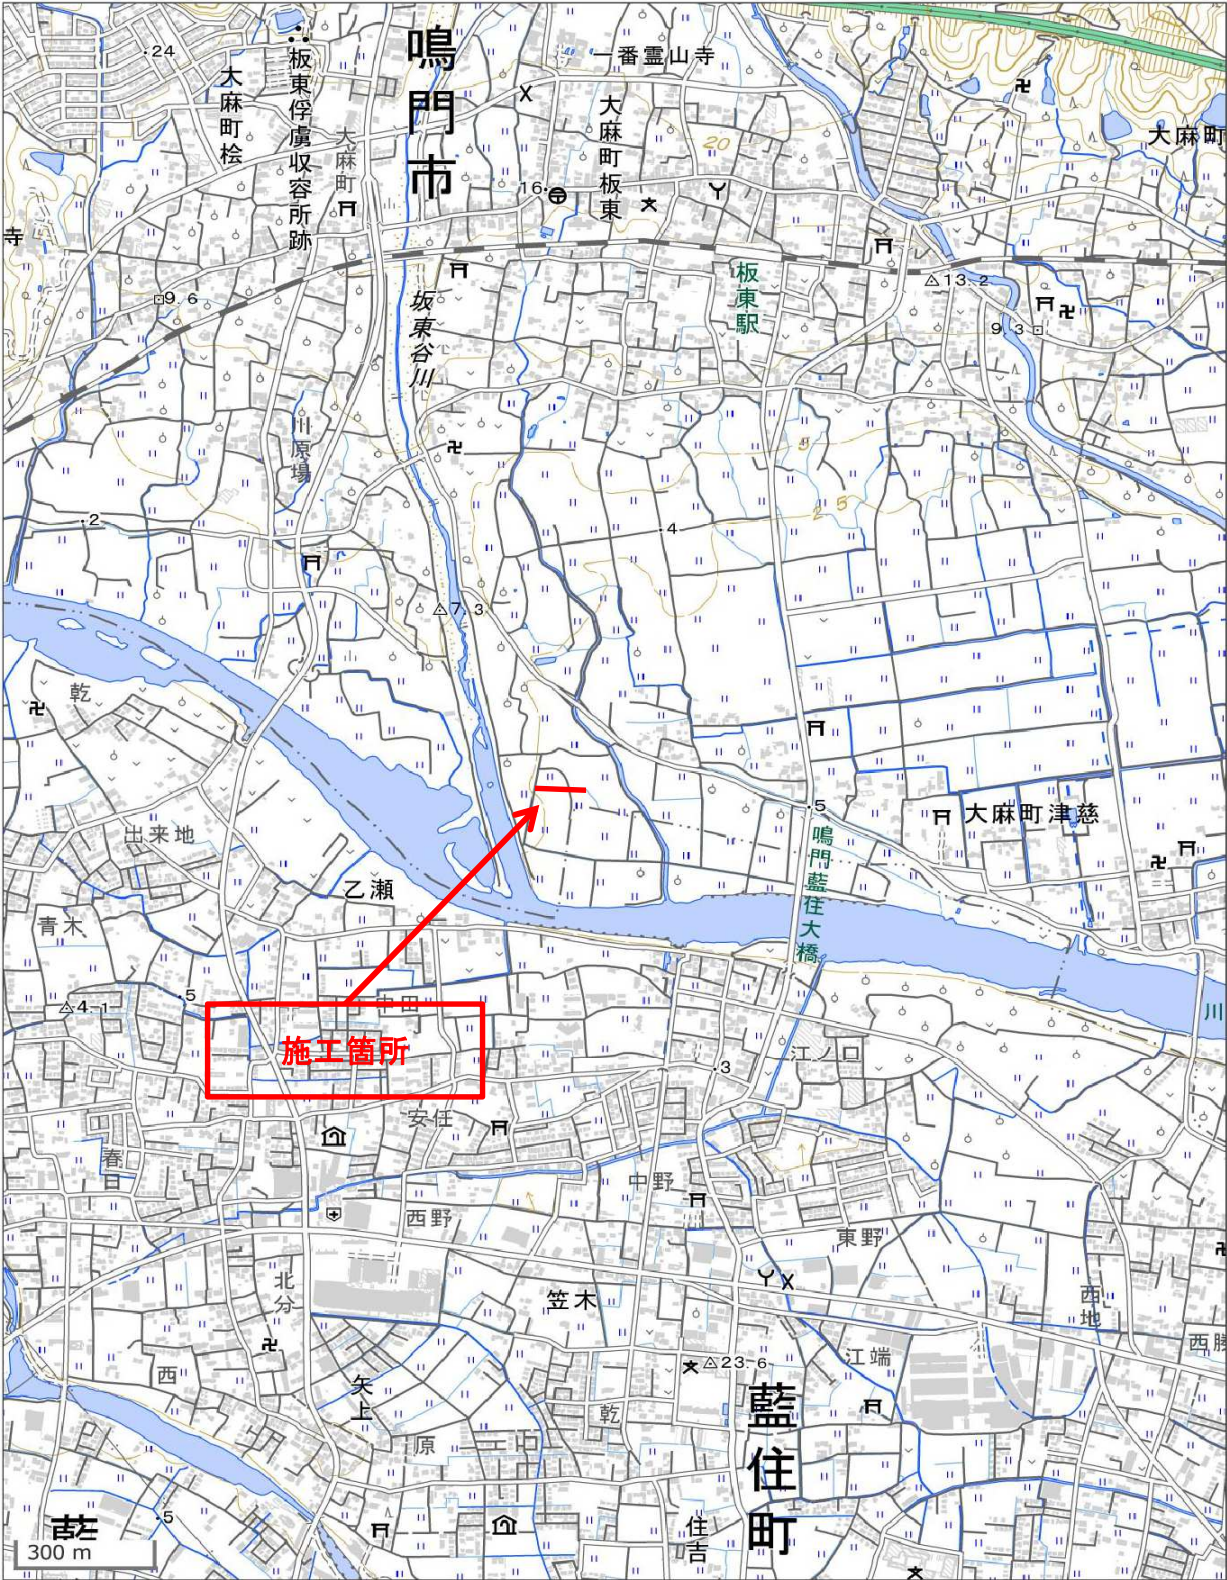 鳴門市
24
大麻町桧
板東俘虜収容所跡
大麻町
一番霊山寺
大麻町板東
20
16
大麻町
寺
9.6
坂東谷川
板東駅
13.2
9.3
川原場
5
2
25
4
7.3
乾
出来地
5
大麻町津慈
鳴門藍住大橋
乙瀬
青木
5
4.1
中田
施工箇所
川
江ノ口
3
安任
春日
中野
西野
東野
北分
笠木
西地
西勝
江端
23.6
西
矢上
乾
原
藍住町
住吉
5
藍
300 m